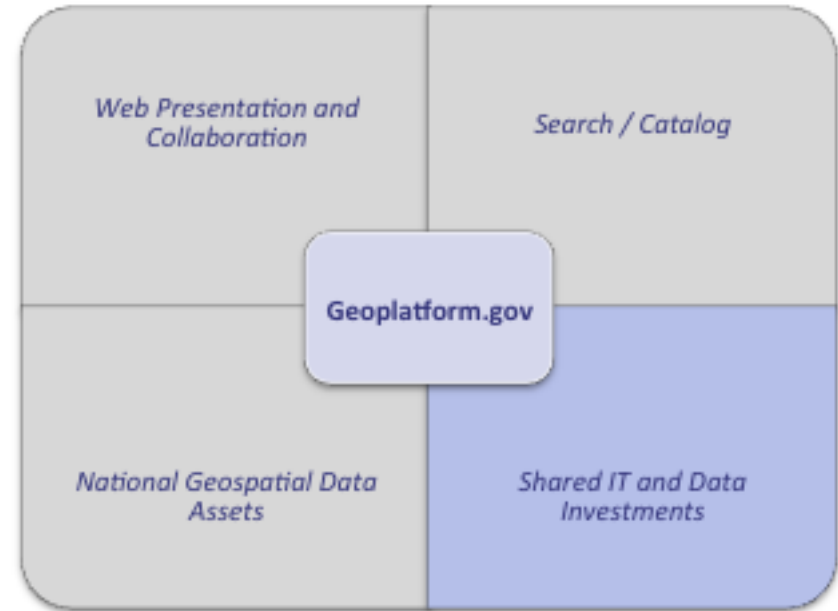 Web Presentation and
Collaboration
Search / Catalog
Geoplatform.gov
National Geospatial Data
Assets
Shared IT and Data
Investments